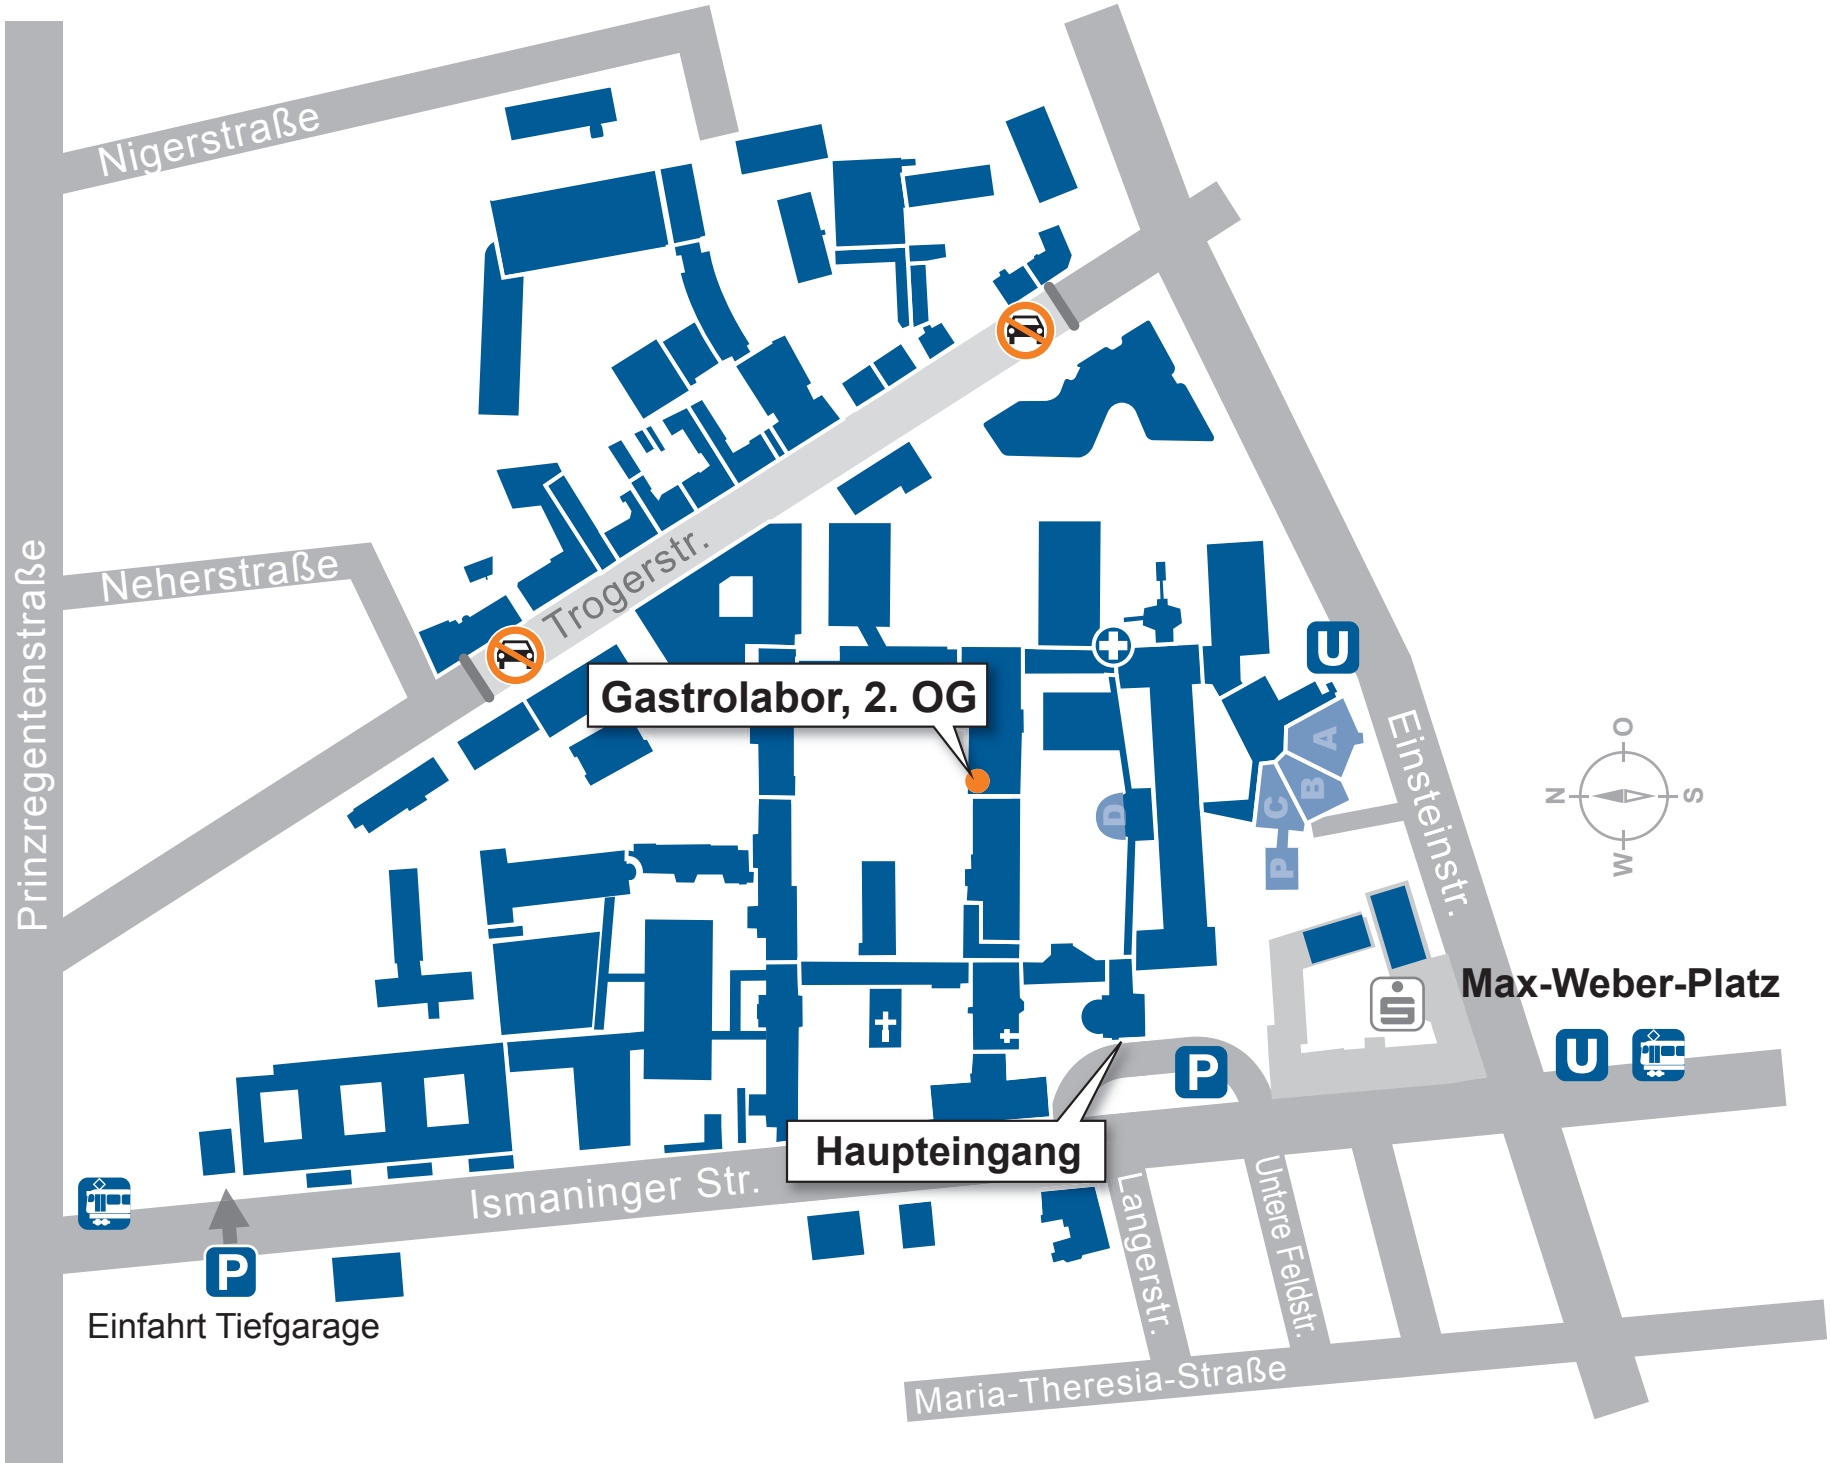 Nigerstraße
Prinzregentenstraße
Neherstraße
Trogerstr.
Gastrolabor, 2. OG
U
Einsteinstr.
A
B
C
D
P
O
N
S
W
Max-Weber-Platz
S
U
P
Haupteingang
Ismaninger Str.
P
Einfahrt Tiefgarage
Langerstr.
Untere Feldstr.
Maria-Theresia-Straße